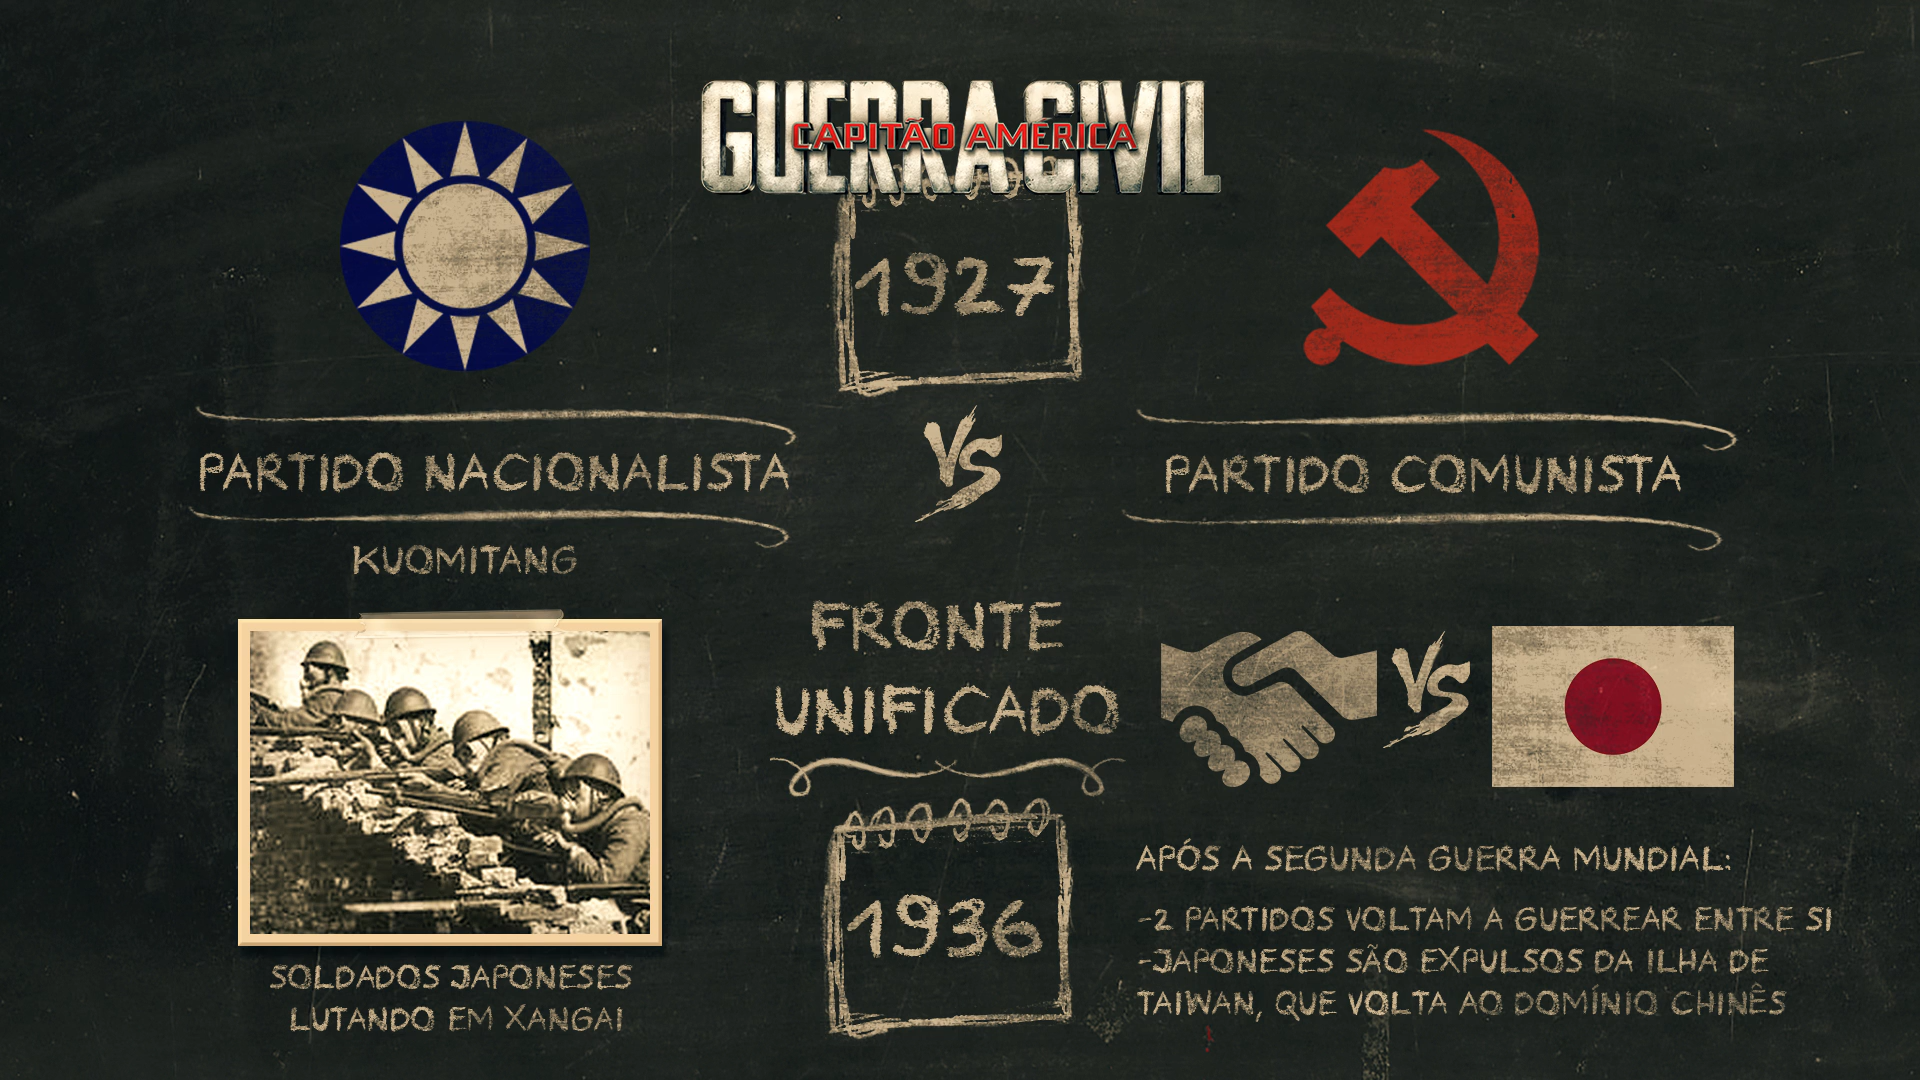 GUERRA CIVIL
CAPITÃO AMÉRICA
1927
PARTIDO NACIONALISTA
VS
PARTIDO COMUNISTA
KUOMITANG
FRONTE
UNIFICADO
VS
1936
SOLDADOS JAPONESES
LUTANDO EM XANGAI
APÓS A SEGUNDA GUERRA MUNDIAL:
-2 PARTIDOS VOLTAM A GUERREAR ENTRE SI
-JAPONESES SÃO EXPULSOS DA ILHA DE
TAIWAN, QUE VOLTA AO DOMÍNIO CHINÊS